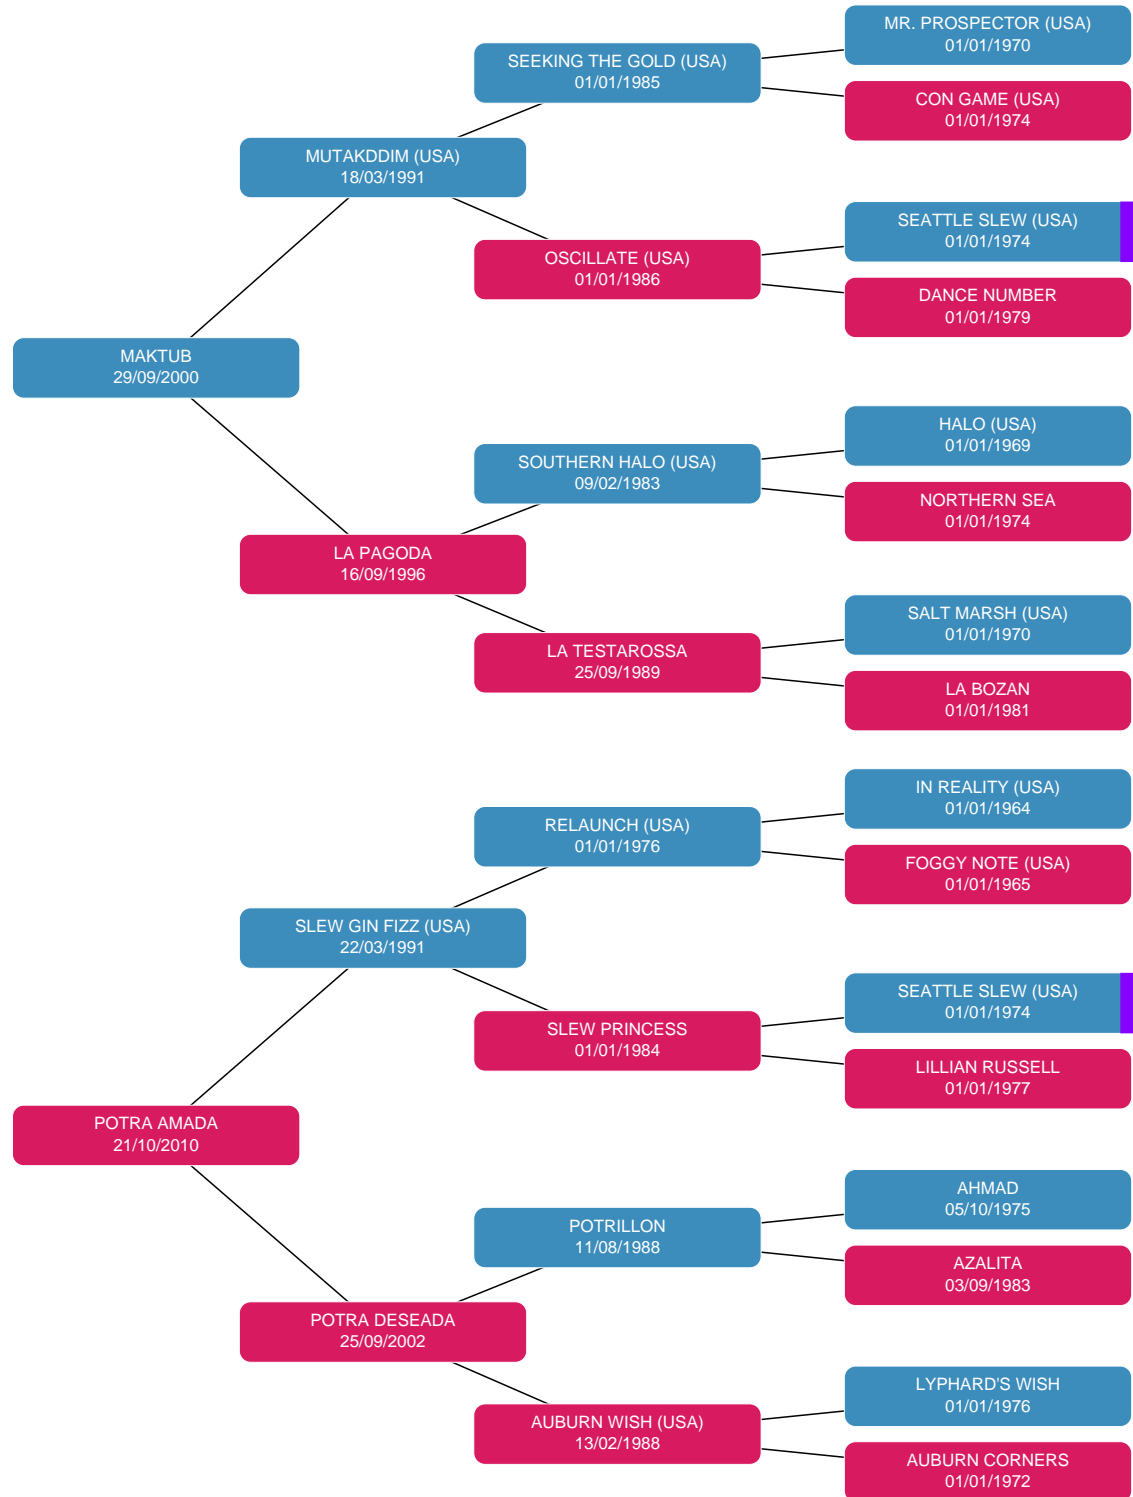 MR. PROSPECTOR (USA)
01/01/1970
SEEKING THE GOLD (USA)
01/01/1985
CON GAME (USA)
01/01/1974
MUTAKDDIM (USA)
18/03/1991
SEATTLE SLEW (USA)
01/01/1974
OSCILLATE (USA)
01/01/1986
DANCE NUMBER
01/01/1979
MAKTUB
29/09/2000
HALO (USA)
01/01/1969
SOUTHERN HALO (USA)
09/02/1983
NORTHERN SEA
01/01/1974
LA PAGODA
16/09/1996
SALT MARSH (USA)
01/01/1970
LA TESTAROSSA
25/09/1989
LA BOZAN
01/01/1981
IN REALITY (USA)
01/01/1964
RELAUNCH (USA)
01/01/1976
FOGGY NOTE (USA)
01/01/1965
SLEW GIN FIZZ (USA)
22/03/1991
SEATTLE SLEW (USA)
01/01/1974
SLEW PRINCESS
01/01/1984
LILLIAN RUSSELL
01/01/1977
POTRA AMADA
21/10/2010
AHMAD
05/10/1975
POTRILLON
11/08/1988
AZALITA
03/09/1983
POTRA DESEADA
25/09/2002
LYPHARD'S WISH
01/01/1976
AUBURN WISH (USA)
13/02/1988
AUBURN CORNERS
01/01/1972